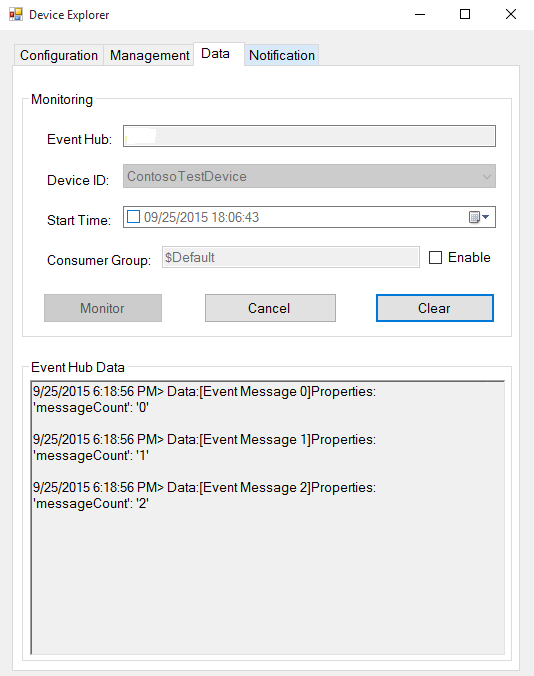 Device Explorer
Configuration Management Data Notification
Monitoring
Event Hub:
Device ID: ContosoTestDevice
Start Time: 09/25/2015 18:06:43
Consumer Group: $Default Enable
Monitor Cancel Clear
Event Hub Data
9/25/2015 6:18:56 PM> Data:[Event Message 0]Properties:
'messageCount': '0'
9/25/2015 6:18:56 PM> Data:[Event Message 1]Properties:
'messageCount': '1'
9/25/2015 6:18:56 PM> Data:[Event Message 2]Properties:
'messageCount': '2'